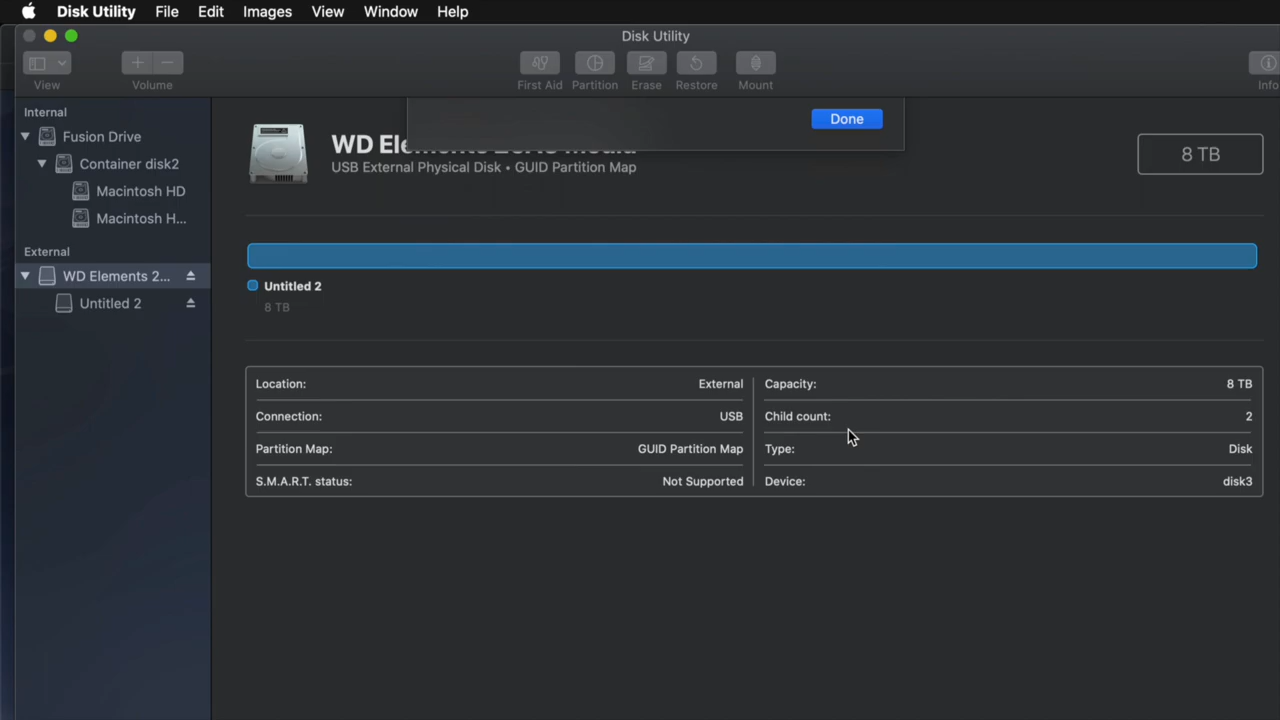 Disk Utility File Edit Images View Window Help
Disk Utility
View Volume First Aid Partition Erase Restore Mount Info
Internal
Fusion Drive
Container disk2
Macintosh HD
Macintosh H...
External
WD Elements 2...
Untitled 2
Done
WD El
USB External Physical Disk • GUID Partition Map
8 TB
Untitled 2
8 TB
Location: External
Connection: USB
Partition Map: GUID Partition Map
S.M.A.R.T. status: Not Supported
Capacity: 8 TB
Child count: 2
Type: Disk
Device: disk3